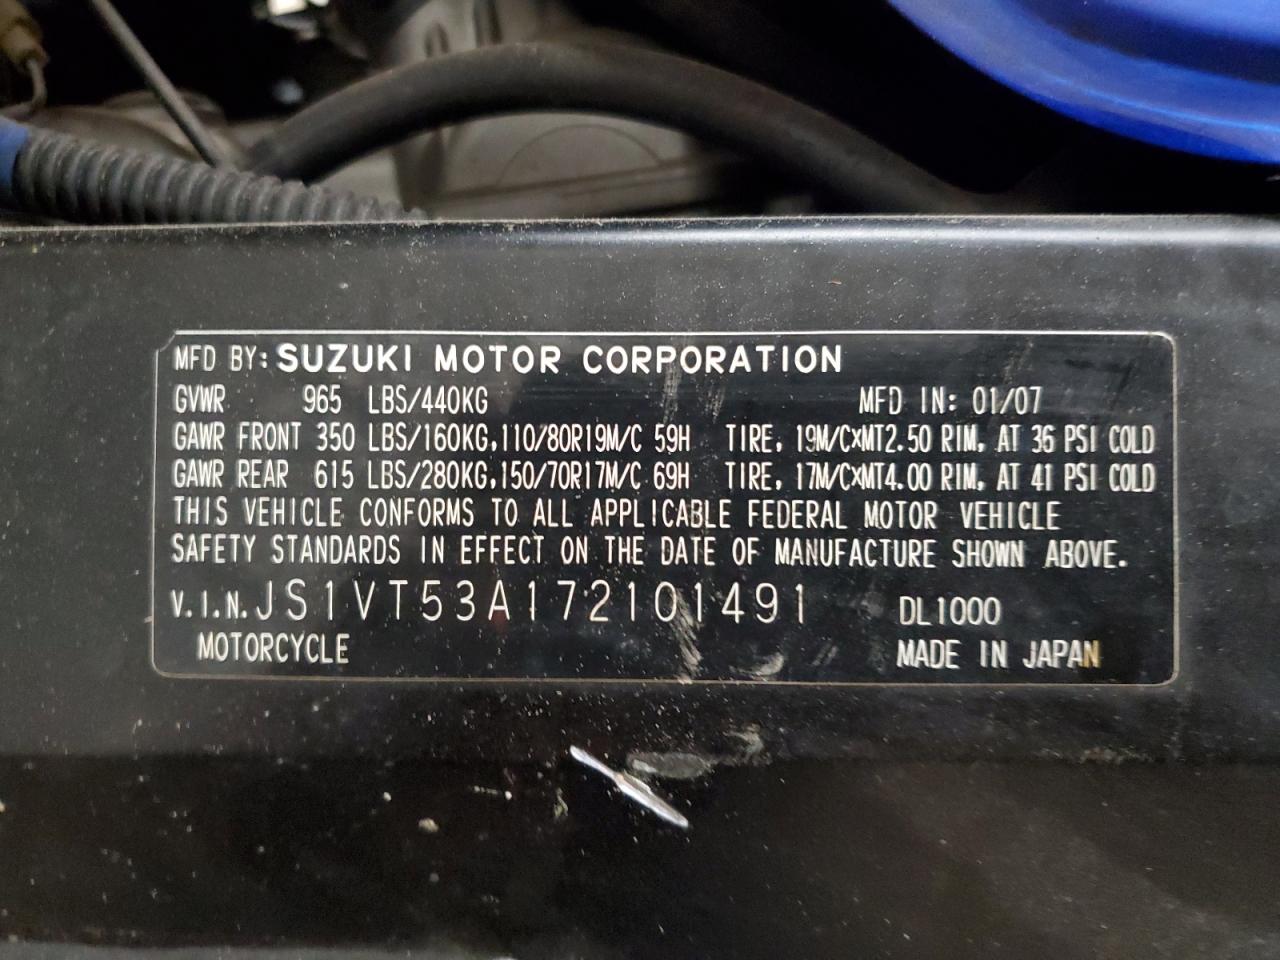 MFD BY: SUZUKI MOTOR CORPORATION
GVWR 965 LBS/440KG MFD IN: 01/07
GAWR FRONT 350 LBS/160KG,110/80R19M/C 59H TIRE, 19M/C×MT2.50 RIM, AT 36 PSI COLD
GAWR REAR 615 LBS/280KG,150/70R17M/C 69H TIRE, 17M/C×MT4.00 RIM, AT 41 PSI COLD
THIS VEHICLE CONFORMS TO ALL APPLICABLE FEDERAL MOTOR VEHICLE
SAFETY STANDARDS IN EFFECT ON THE DATE OF MANUFACTURE SHOWN ABOVE.
V.I.N. JS1VT53A172101491 DL1000
MOTORCYCLE MADE IN JAPAN